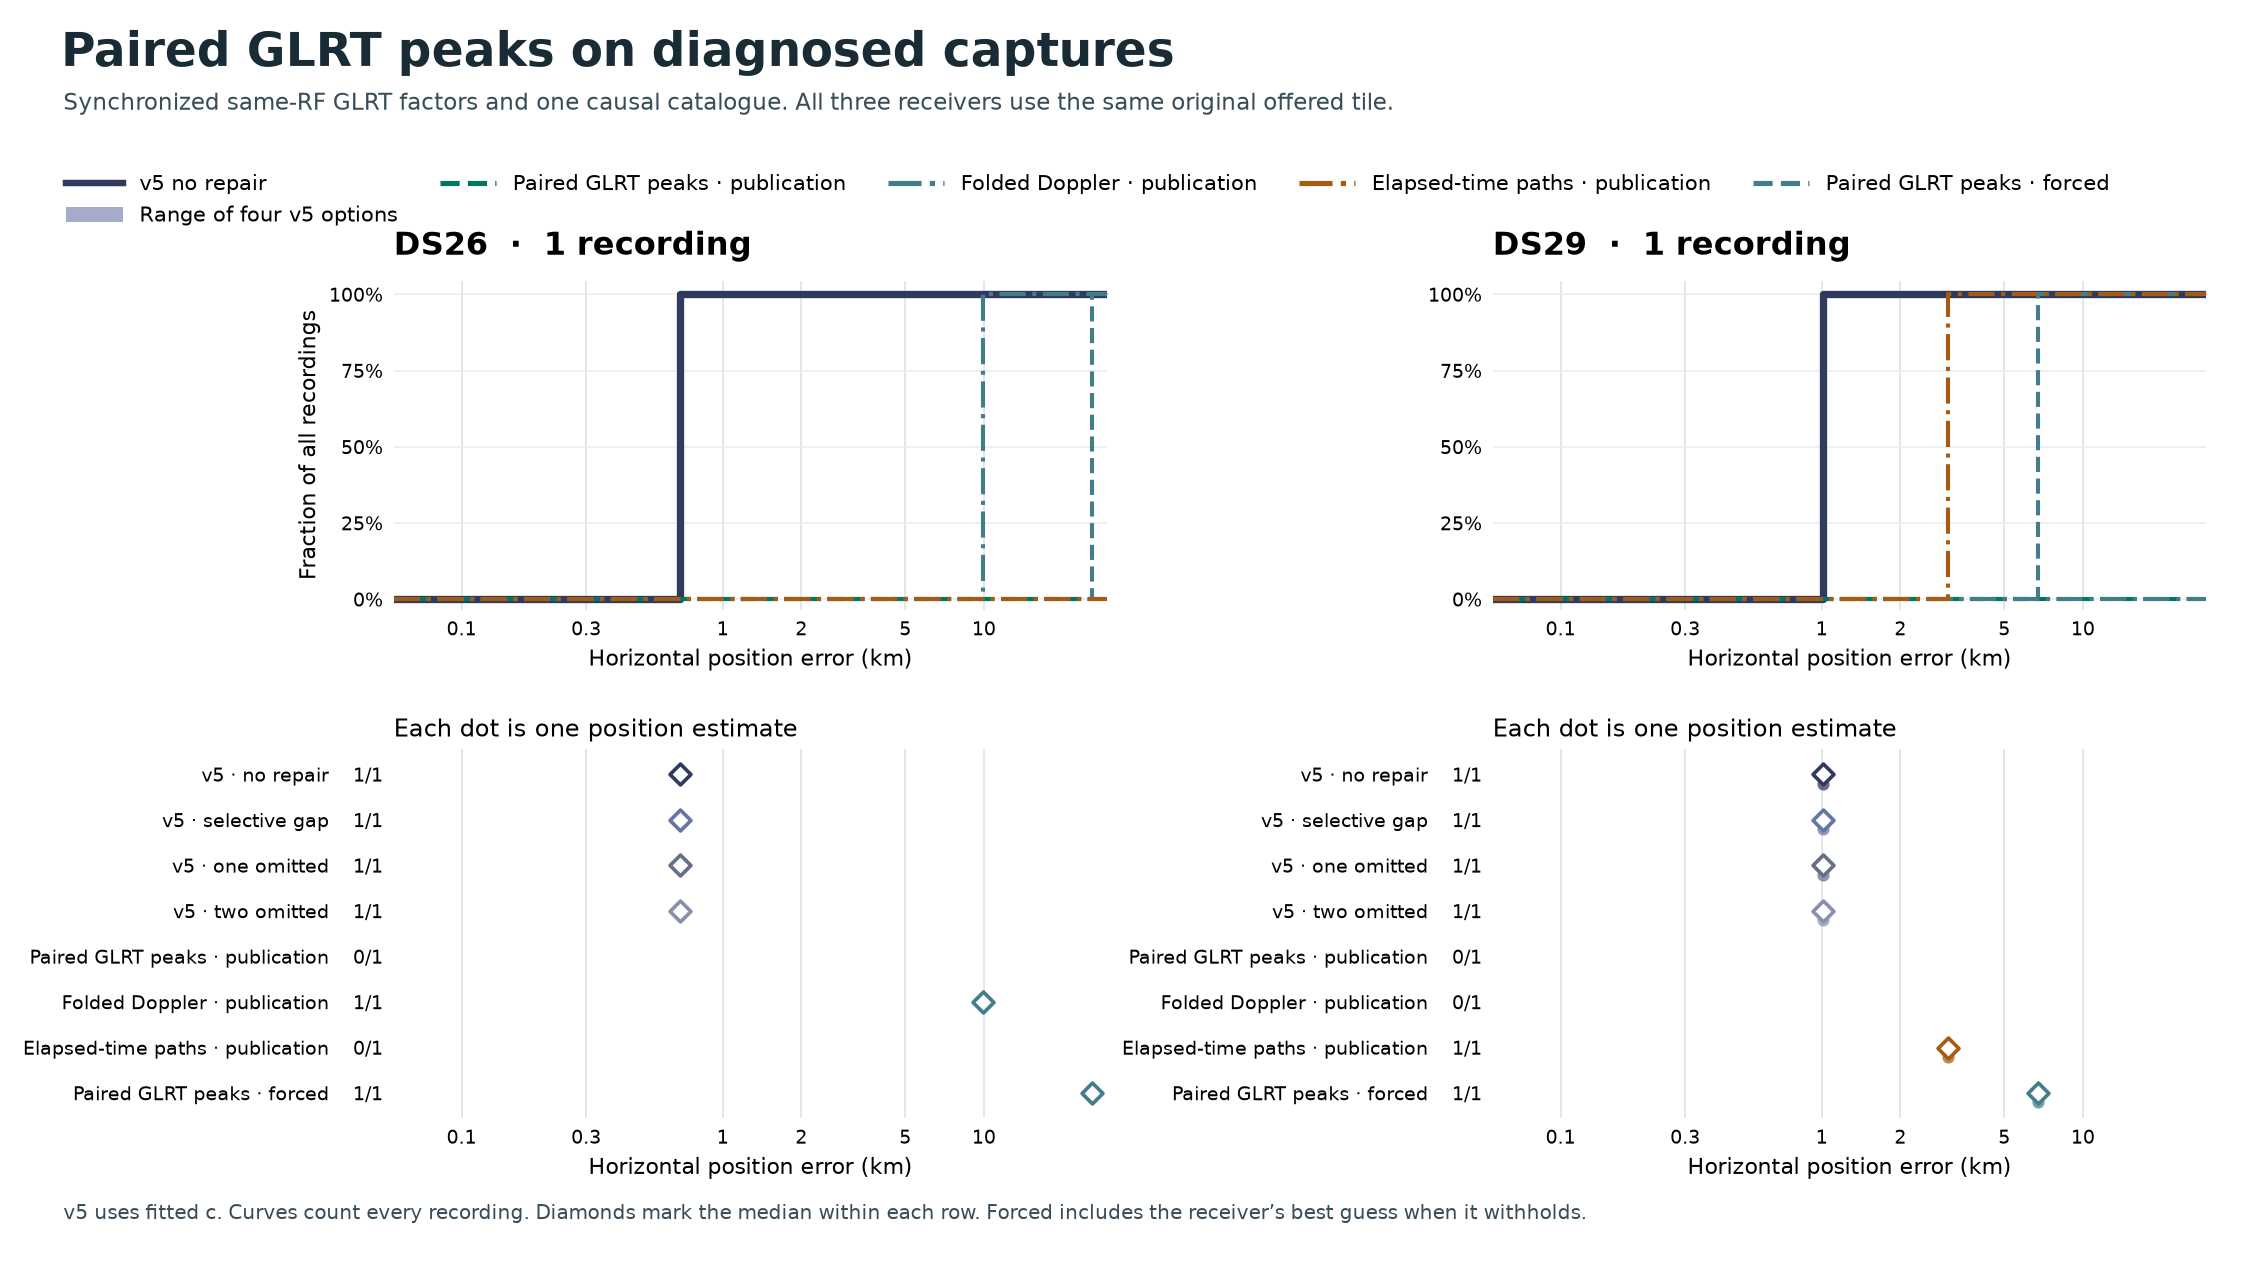 Paired GLRT peaks on diagnosed captures
Synchronized same-RF GLRT factors and one causal catalogue. All three receivers use the same original offered tile.
v5 no repair
Paired GLRT peaks · publication
Folded Doppler · publication
Elapsed-time paths · publication
Paired GLRT peaks · forced
Range of four v5 options
DS26 · 1 recording
100%
75%
50%
25%
0%
Fraction of all recordings
0.1 0.3 1 2 5 10
Horizontal position error (km)
DS29 · 1 recording
100%
75%
50%
25%
0%
0.1 0.3 1 2 5 10
Horizontal position error (km)
Each dot is one position estimate
v5 · no repair 1/1
v5 · selective gap 1/1
v5 · one omitted 1/1
v5 · two omitted 1/1
Paired GLRT peaks · publication 0/1
Folded Doppler · publication 1/1
Elapsed-time paths · publication 0/1
Paired GLRT peaks · forced 1/1
0.1 0.3 1 2 5 10
Horizontal position error (km)
Each dot is one position estimate
v5 · no repair 1/1
v5 · selective gap 1/1
v5 · one omitted 1/1
v5 · two omitted 1/1
Paired GLRT peaks · publication 0/1
Folded Doppler · publication 0/1
Elapsed-time paths · publication 1/1
Paired GLRT peaks · forced 1/1
0.1 0.3 1 2 5 10
Horizontal position error (km)
v5 uses fitted c. Curves count every recording. Diamonds mark the median within each row. Forced includes the receiver’s best guess when it withholds.